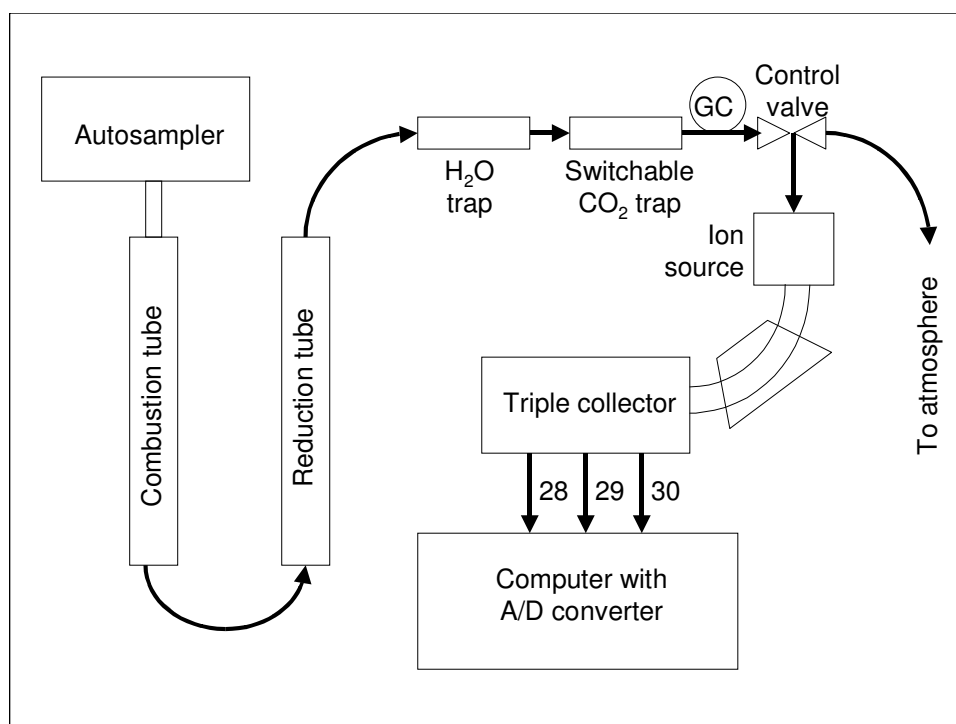 Autosampler
Combustion tube
Reduction tube
H₂O
trap
Switchable
CO₂ trap
GC
Control
valve
Ion
source
To atmosphere
Triple collector
28
29
30
Computer with
A/D converter